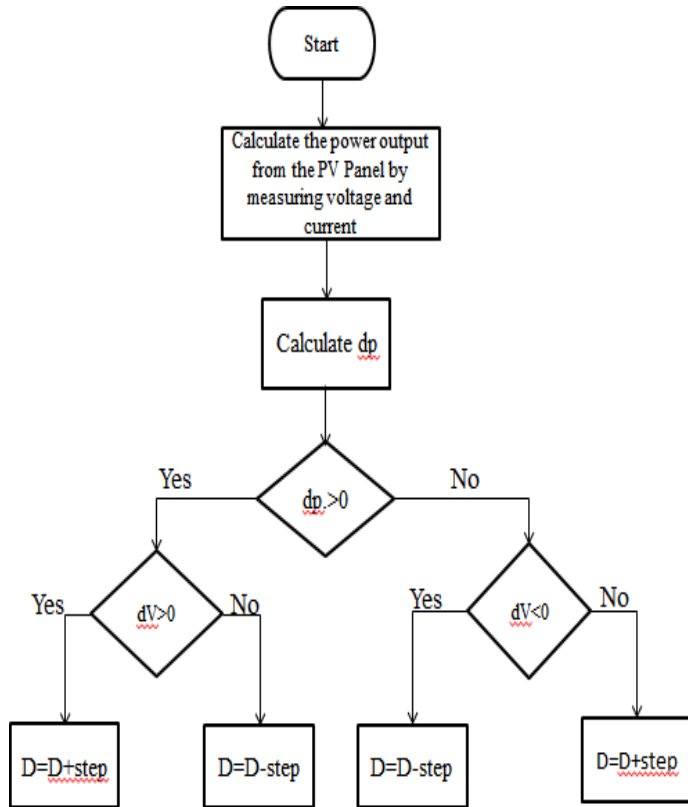 Start
Calculate the power output
from the PV Panel by
measuring voltage and
current
Calculate dp
Yes
dp.>0
No
Yes
dV>0
No
Yes
dV<0
No
D=D+step
D=D-step
D=D-step
D=D+step